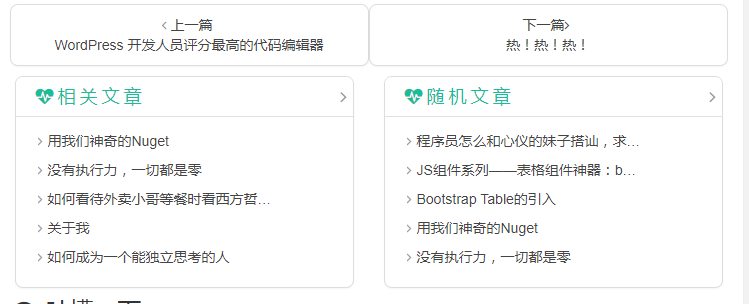 上一篇
WordPress 开发人员评分最高的代码编辑器
下一篇
热！热！热！
相关文章
用我们神奇的Nuget
没有执行力，一切都是零
如何看待外卖小哥等餐时看西方哲…
关于我
如何成为一个能独立思考的人
随机文章
程序员怎么和心仪的妹子搭讪，求…
JS组件系列——表格组件神器：b…
Bootstrap Table的引入
用我们神奇的Nuget
没有执行力，一切都是零